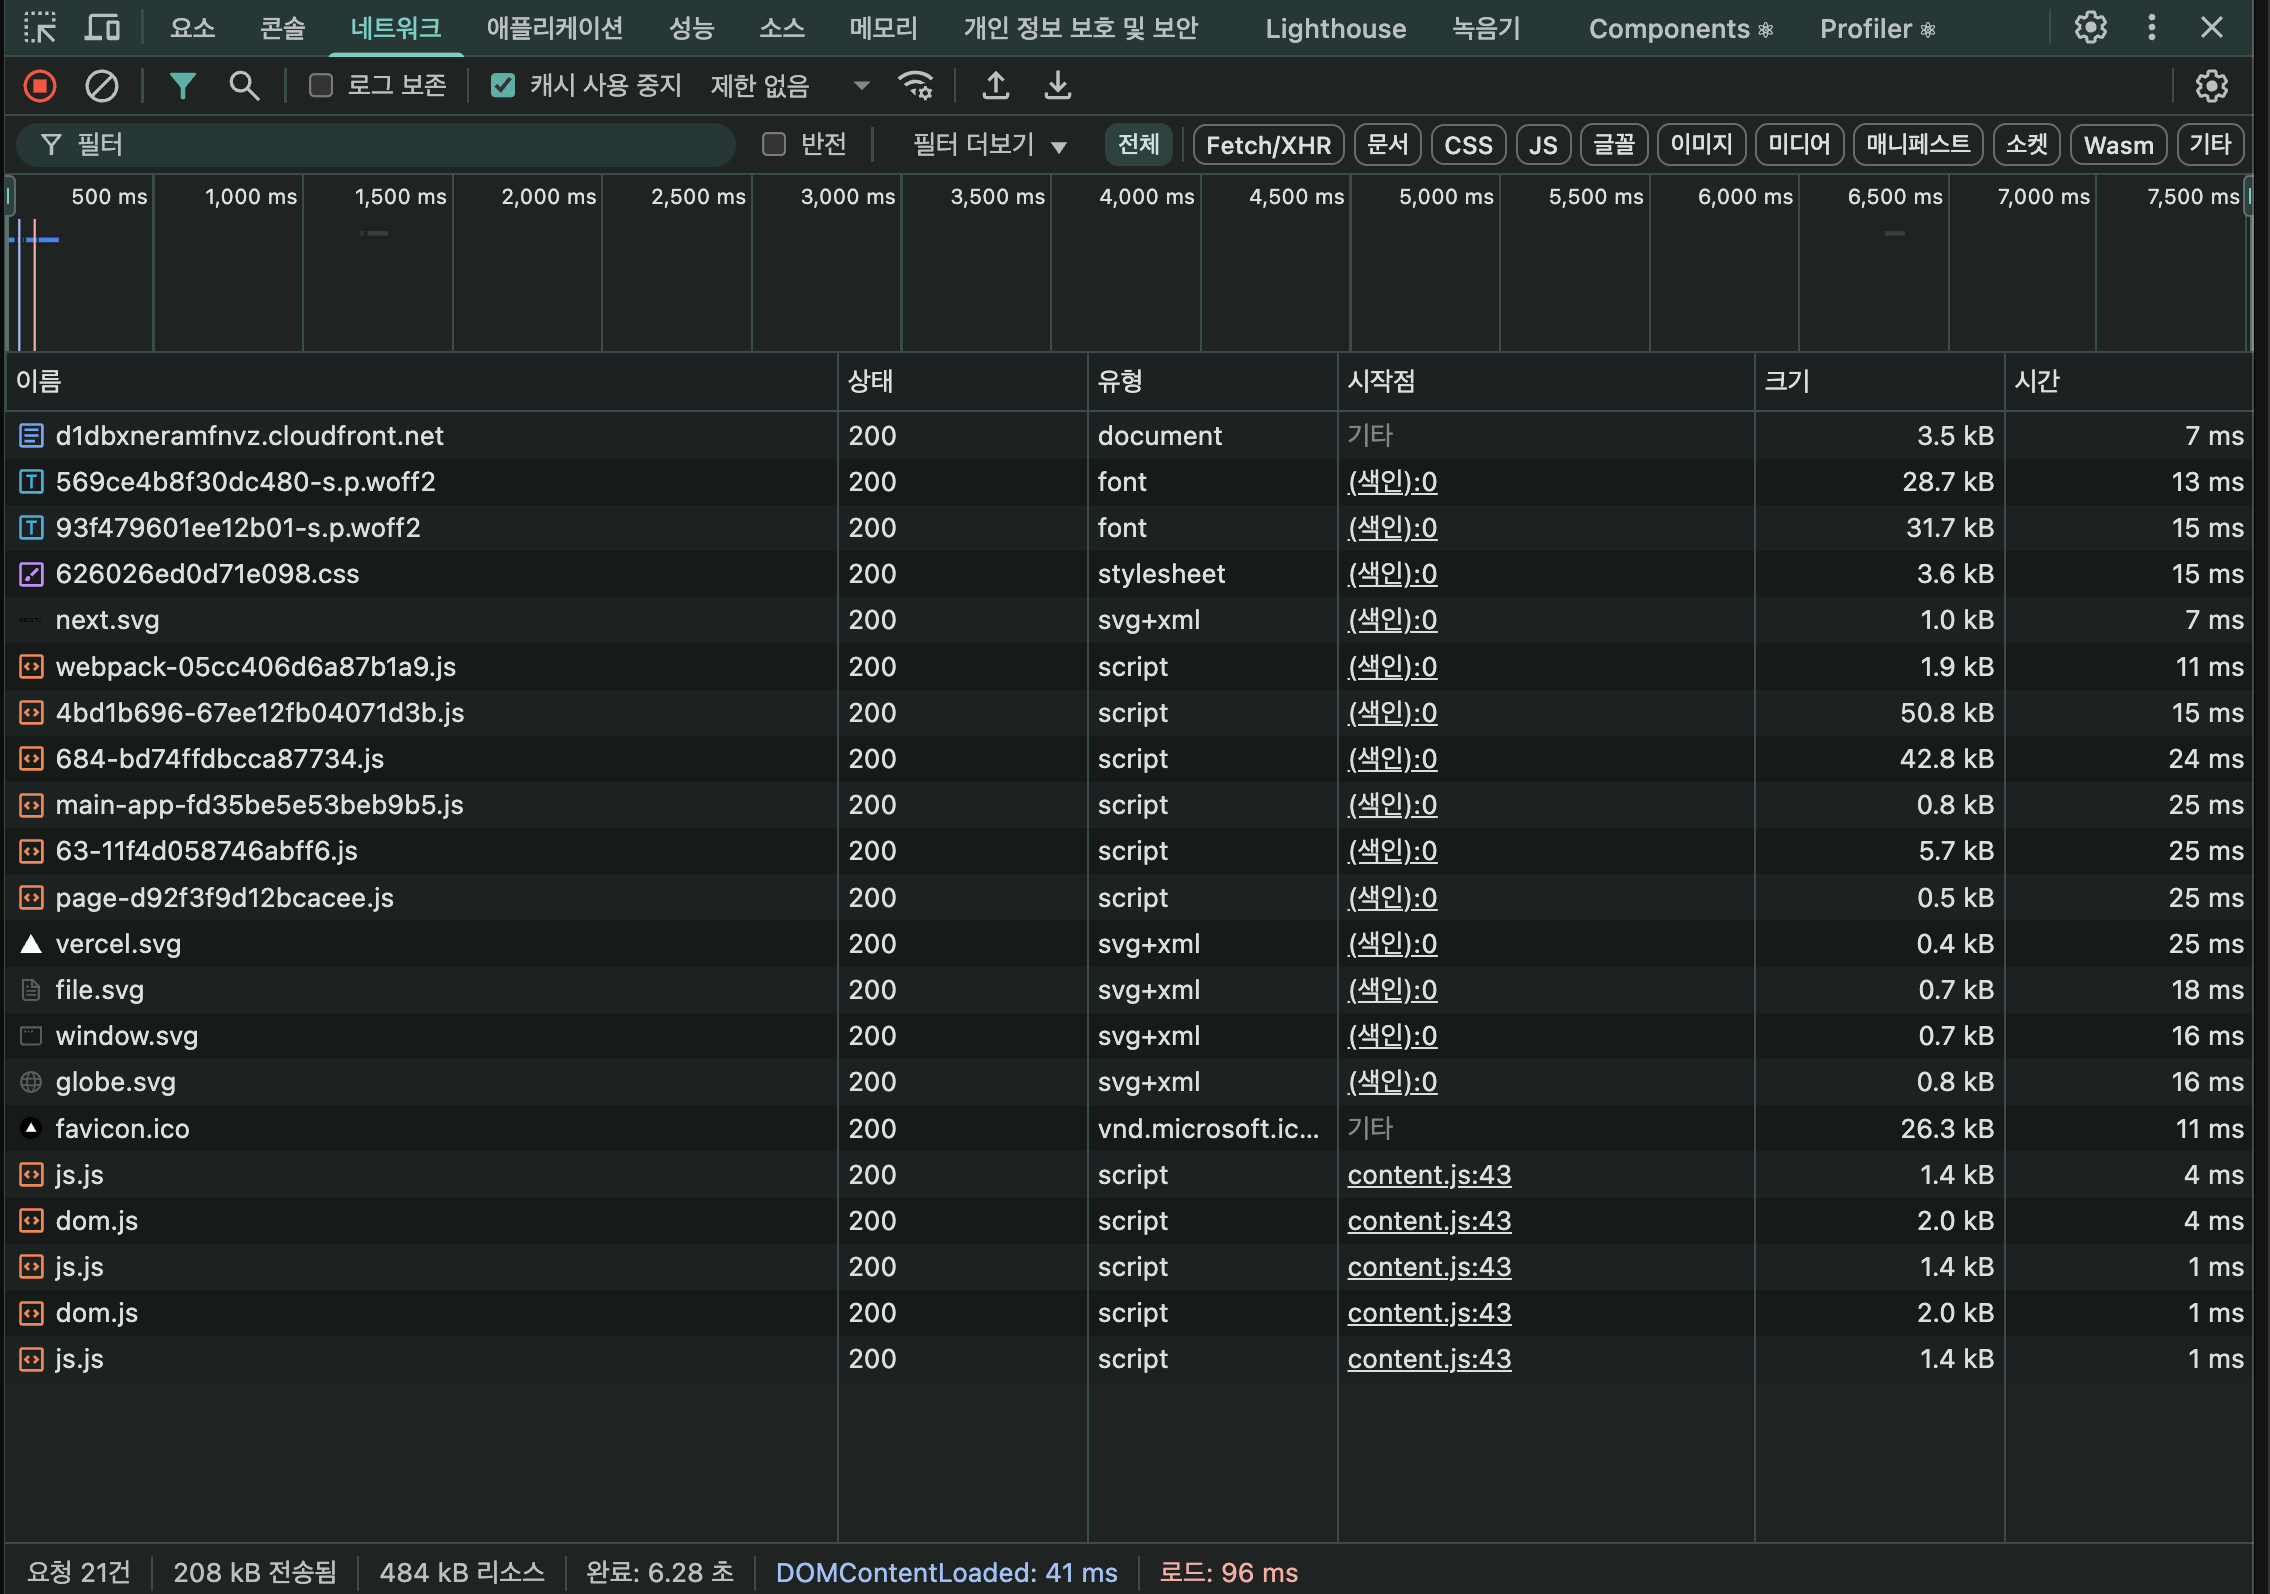 요소 콘솔 네트워크 애플리케이션 성능 소스 메모리 개인 정보 보호 및 보안 Lighthouse 녹음기 Components ⚛ Profiler ⚛
로그 보존 캐시 사용 중지 제한 없음
필터 반전 필터 더보기 전체 Fetch/XHR 문서 CSS JS 글꼴 이미지 미디어 매니페스트 소켓 Wasm 기타
500 ms 1,000 ms 1,500 ms 2,000 ms 2,500 ms 3,000 ms 3,500 ms 4,000 ms 4,500 ms 5,000 ms 5,500 ms 6,000 ms 6,500 ms 7,000 ms 7,500 ms
이름 상태 유형 시작점 크기 시간
d1dbxneramfnvz.cloudfront.net 200 document 기타 3.5 kB 7 ms
569ce4b8f30dc480-s.p.woff2 200 font (색인):0 28.7 kB 13 ms
93f479601ee12b01-s.p.woff2 200 font (색인):0 31.7 kB 15 ms
626026ed0d71e098.css 200 stylesheet (색인):0 3.6 kB 15 ms
next.svg 200 svg+xml (색인):0 1.0 kB 7 ms
webpack-05cc406d6a87b1a9.js 200 script (색인):0 1.9 kB 11 ms
4bd1b696-67ee12fb04071d3b.js 200 script (색인):0 50.8 kB 15 ms
684-bd74ffdbcca87734.js 200 script (색인):0 42.8 kB 24 ms
main-app-fd35be5e53beb9b5.js 200 script (색인):0 0.8 kB 25 ms
63-11f4d058746abff6.js 200 script (색인):0 5.7 kB 25 ms
page-d92f3f9d12bcacee.js 200 script (색인):0 0.5 kB 25 ms
vercel.svg 200 svg+xml (색인):0 0.4 kB 25 ms
file.svg 200 svg+xml (색인):0 0.7 kB 18 ms
window.svg 200 svg+xml (색인):0 0.7 kB 16 ms
globe.svg 200 svg+xml (색인):0 0.8 kB 16 ms
favicon.ico 200 vnd.microsoft.ic... 기타 26.3 kB 11 ms
js.js 200 script content.js:43 1.4 kB 4 ms
dom.js 200 script content.js:43 2.0 kB 4 ms
js.js 200 script content.js:43 1.4 kB 1 ms
dom.js 200 script content.js:43 2.0 kB 1 ms
js.js 200 script content.js:43 1.4 kB 1 ms
요청 21건 208 kB 전송됨 484 kB 리소스 완료: 6.28 초 DOMContentLoaded: 41 ms 로드: 96 ms